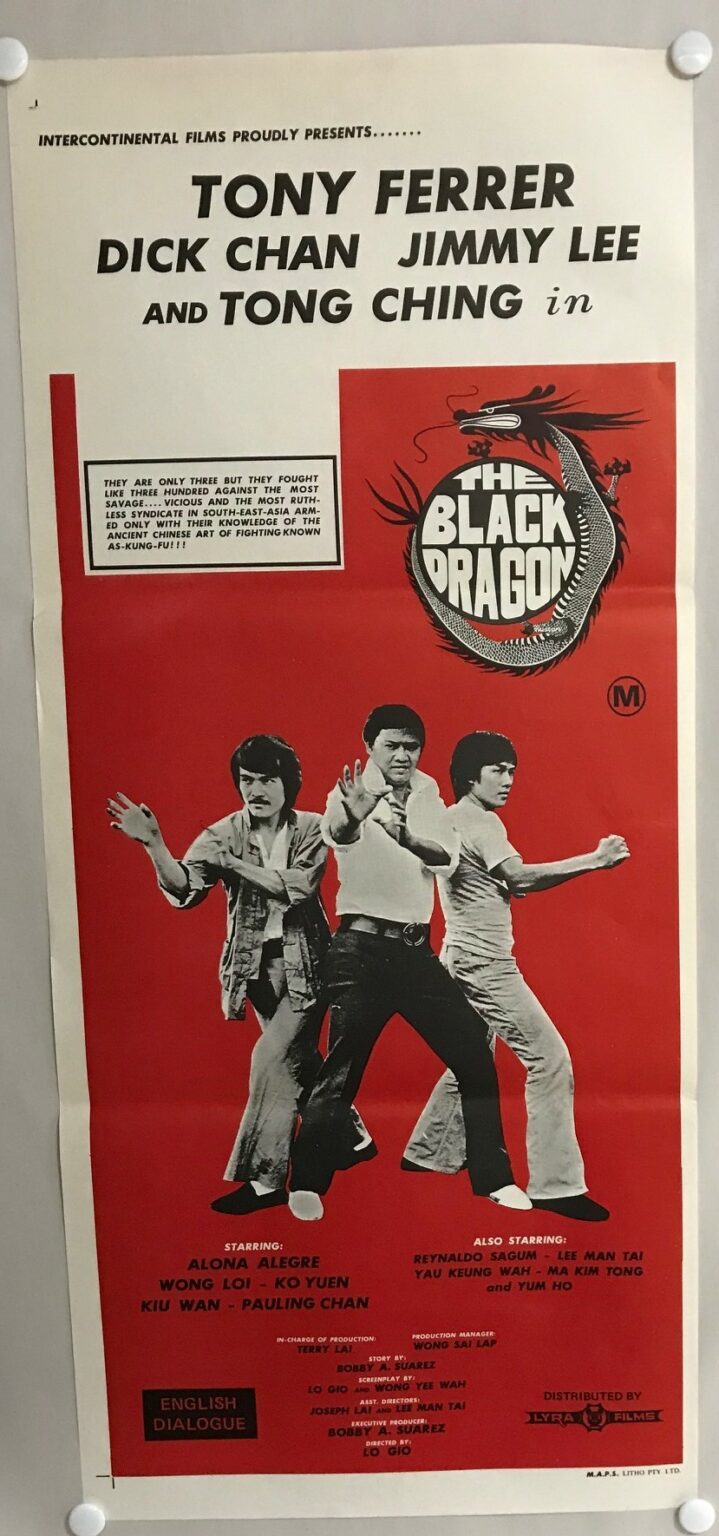 INTERCONTINENTAL FILMS PROUDLY PRESENTS.......
TONY FERRER
DICK CHAN JIMMY LEE
AND TONG CHING in
THEY ARE ONLY THREE BUT THEY FOUGHT
LIKE THREE HUNDRED AGAINST THE MOST
SAVAGE.... VICIOUS AND THE MOST RUTH-
LESS SYNDICATE IN SOUTH-EAST-ASIA ARM-
ED ONLY WITH THEIR KNOWLEDGE OF THE
ANCIENT CHINESE ART OF FIGHTING KNOWN
AS-KUNG-FU!!!
THE
BLACK
DRAGON
M
STARRING:
ALONA ALEGRE
WONG LOI - KO YUEN
KIU WAN - PAULING CHAN
ALSO STARRING:
REYNALDO SAGUM - LEE MAN TAI
YAU KEUNG WAH - MA KIM TONG
and YUM HO
IN-CHARGE OF PRODUCTION:
TERRY LAI
PRODUCTION MANAGER:
WONG SAI LAP
STORY BY:
BOBBY A. SUAREZ
SCREENPLAY BY:
LO GIO AND WONG YEE WAH
ASST. DIRECTORS:
JOSEPH LAI AND LEE MAN TAI
EXECUTIVE PRODUCER:
BOBBY A. SUAREZ
DIRECTED BY:
LO GIO
ENGLISH
DIALOGUE
DISTRIBUTED BY
LYRA FILMS
M.A.P.S. LITHO PTY. LTD.